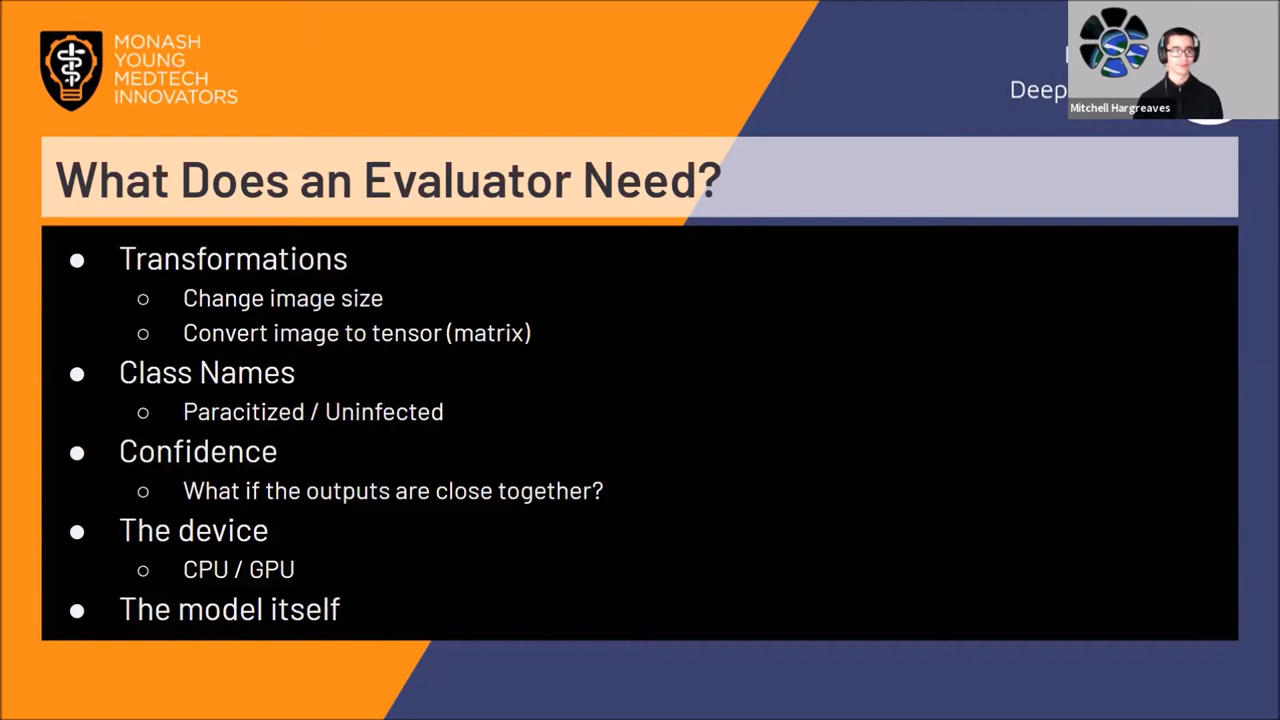 MONASH
YOUNG
MEDTECH
INNOVATORS
Deep
Mitchell Hargreaves
What Does an Evaluator Need?
● Transformations
○ Change image size
○ Convert image to tensor (matrix)
● Class Names
○ Paracitized / Uninfected
● Confidence
○ What if the outputs are close together?
● The device
○ CPU / GPU
● The model itself